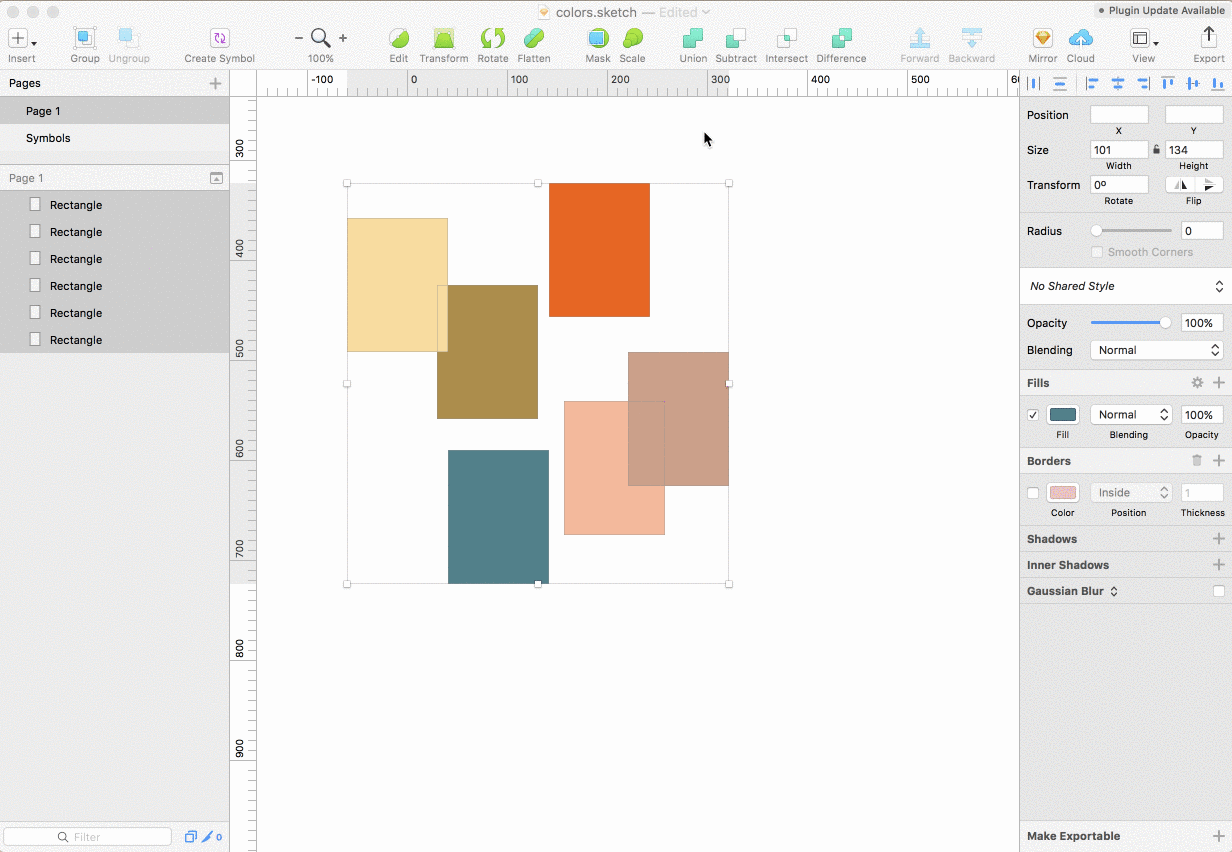 colors.sketch — Edited
Plugin Update Available
Insert
Group
Ungroup
Create Symbol
100%
Edit
Transform
Rotate
Flatten
Mask
Scale
Union
Subtract
Intersect
Difference
Forward
Backward
Mirror
Cloud
View
Export
Pages
Page 1
Symbols
Page 1
Rectangle
Rectangle
Rectangle
Rectangle
Rectangle
Rectangle
Filter
0
-100
0
100
200
300
400
500
300
400
500
600
700
800
900
Position
X
Y
Size
101
134
Width
Height
Transform
0º
Rotate
Flip
Radius
0
Smooth Corners
No Shared Style
Opacity
100%
Blending
Normal
Fills
Normal
100%
Fill
Blending
Opacity
Borders
Inside
1
Color
Position
Thickness
Shadows
Inner Shadows
Gaussian Blur
Make Exportable